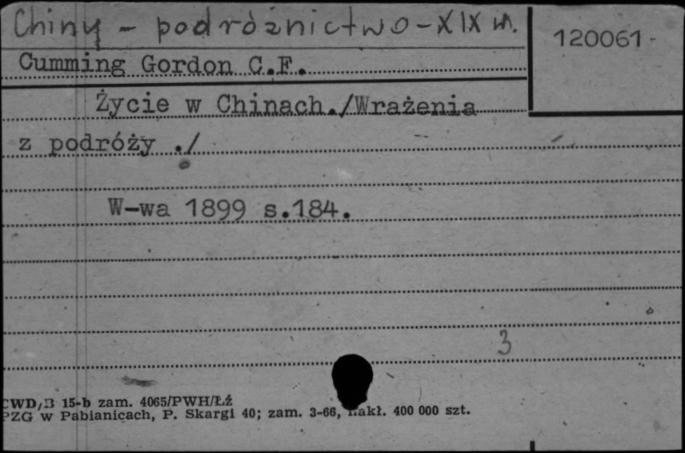 Chiny - podróżnictwo - XIX w.
120061-
Cumming Gordon C.F.
Życie w Chinach./Wrażenia
z podróży ./
W-wa 1899 s.184.
3
CWD/B 15-b zam. 4065/PWH/Łź
PZG w Pabianicach, P. Skargi 40; zam. 3-66, nakł. 400 000 szt.